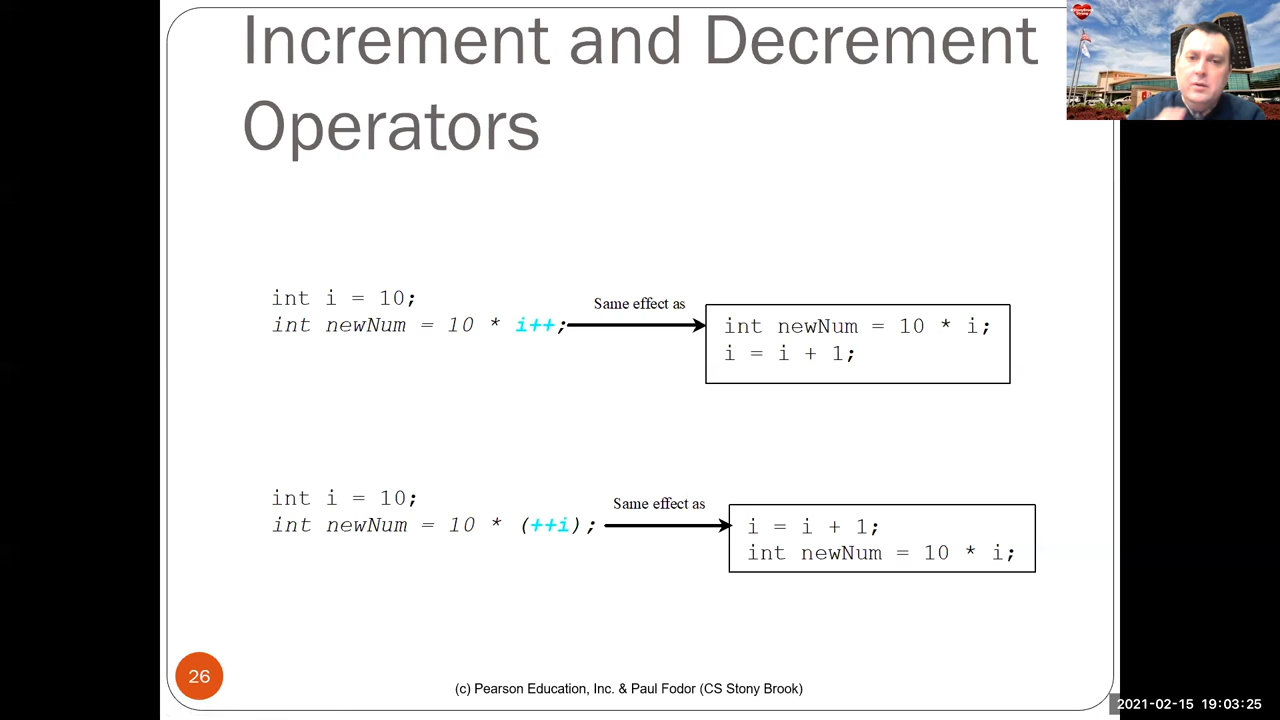 Increment and Decrement
Operators
int i = 10;
int newNum = 10 * i++;
Same effect as
int newNum = 10 * i;
i = i + 1;
int i = 10;
int newNum = 10 * (++i);
Same effect as
i = i + 1;
int newNum = 10 * i;
26
(c) Pearson Education, Inc. & Paul Fodor (CS Stony Brook)
2021-02-15 19:03:25